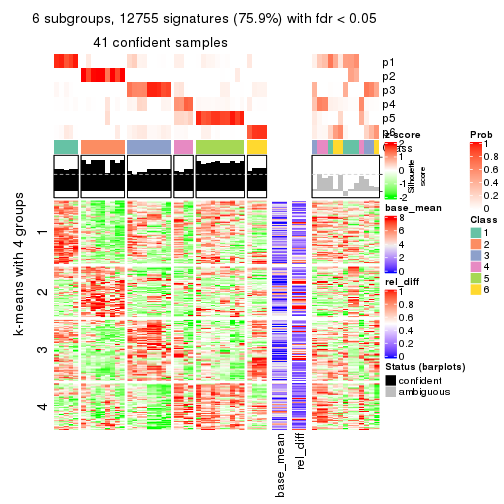 6 subgroups, 12755 signatures (75.9%) with fdr < 0.05
41 confident samples
p1
p2
p3
p4
p5
p6
Class
Silhouette
score
k-means with 4 groups
1
2
3
4
base_mean
rel_diff
z-score
2
1
0
-1
-2
base_mean
8
6
4
2
0
rel_diff
1
0.8
0.6
0.4
0.2
0
Status (barplots)
confident
ambiguous
Prob
1
0.8
0.6
0.4
0.2
0
Class
1
2
3
4
5
6